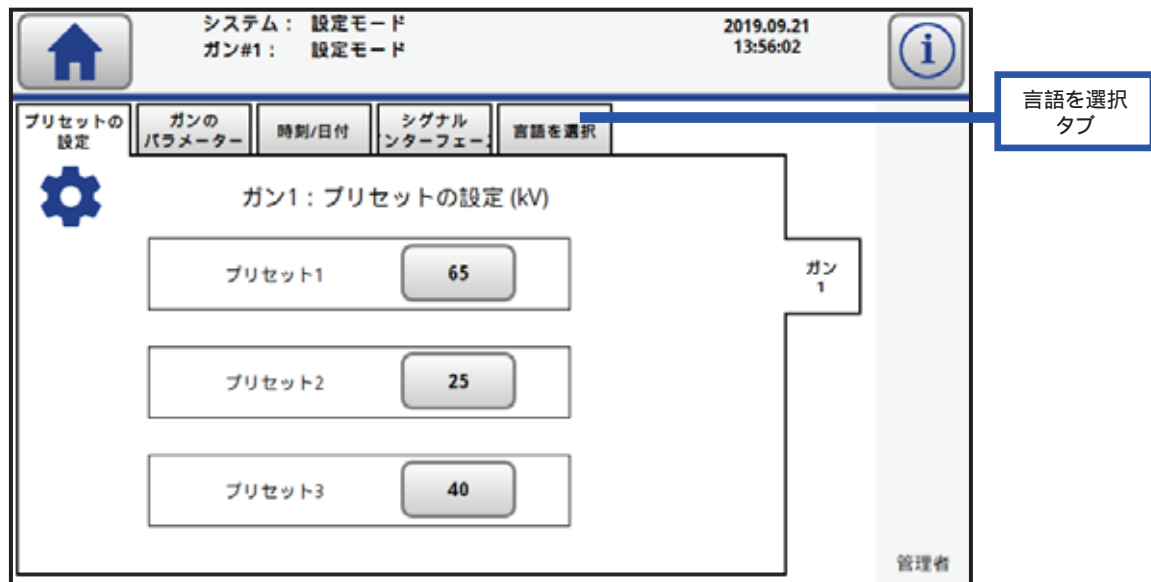 システム： 設定モード
ガン#1： 設定モード
2019.09.21
13:56:02
i
プリセットの
設定
ガンの
パラメーター
時刻/日付
シグナル
ンターフェー
言語を選択
言語を選択
タブ
ガン1：プリセットの設定 (kV)
プリセット1
65
ガン
1
プリセット2
25
プリセット3
40
管理者